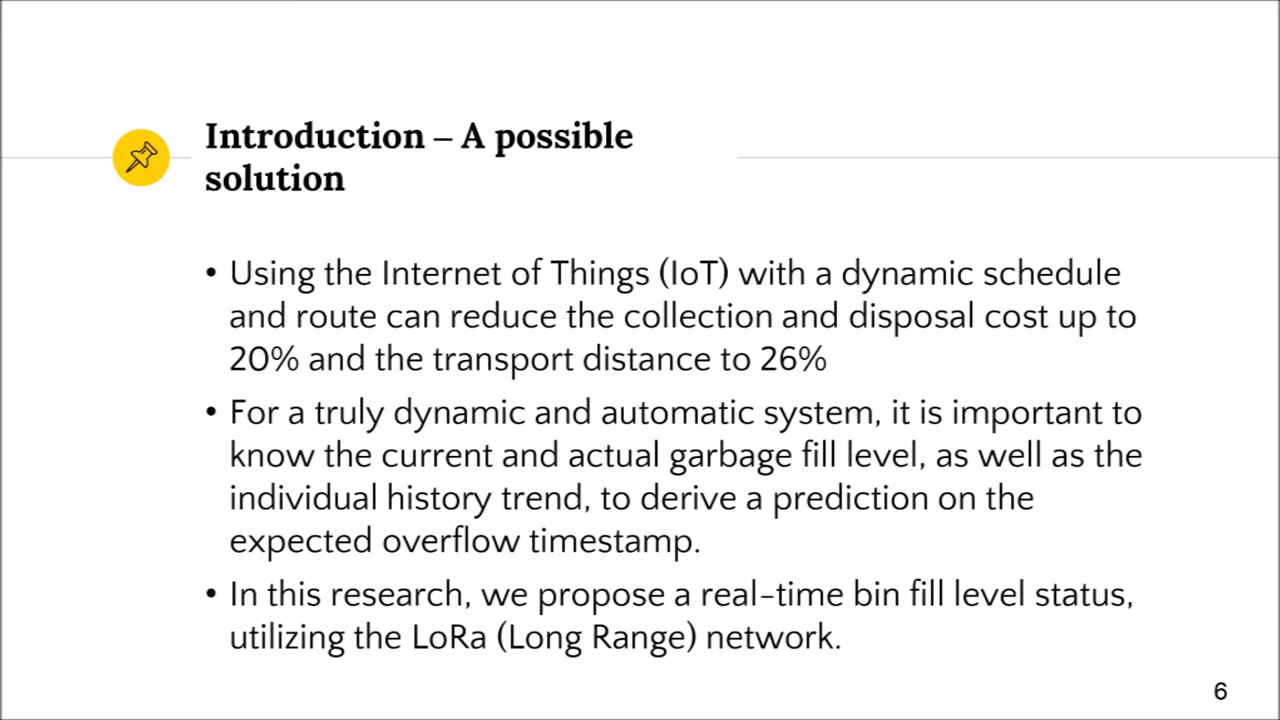 Introduction – A possible
solution
• Using the Internet of Things (IoT) with a dynamic schedule
and route can reduce the collection and disposal cost up to
20% and the transport distance to 26%
• For a truly dynamic and automatic system, it is important to
know the current and actual garbage fill level, as well as the
individual history trend, to derive a prediction on the
expected overflow timestamp.
• In this research, we propose a real-time bin fill level status,
utilizing the LoRa (Long Range) network.
6